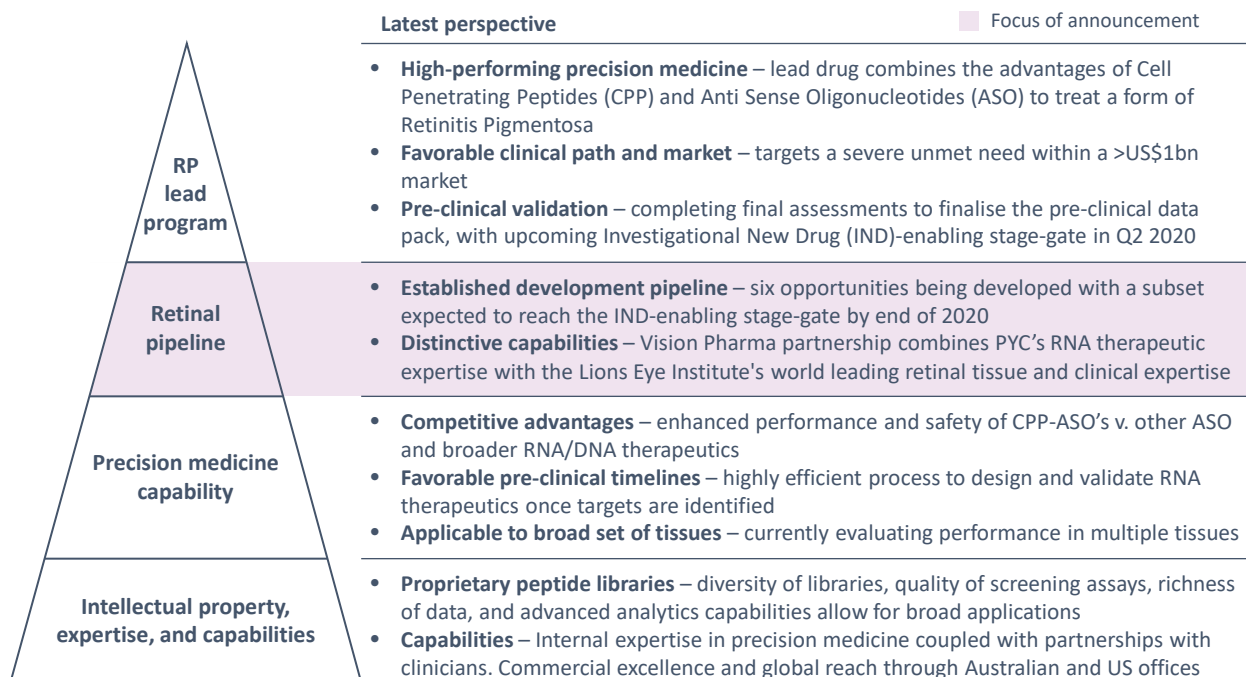 Latest perspective
Focus of announcement
RP
lead
program
• High-performing precision medicine – lead drug combines the advantages of Cell
Penetrating Peptides (CPP) and Anti Sense Oligonucleotides (ASO) to treat a form of
Retinitis Pigmentosa
• Favorable clinical path and market – targets a severe unmet need within a >US$1bn
market
• Pre-clinical validation – completing final assessments to finalise the pre-clinical data
pack, with upcoming Investigational New Drug (IND)-enabling stage-gate in Q2 2020
Retinal
pipeline
• Established development pipeline – six opportunities being developed with a subset
expected to reach the IND-enabling stage-gate by end of 2020
• Distinctive capabilities – Vision Pharma partnership combines PYC’s RNA therapeutic
expertise with the Lions Eye Institute's world leading retinal tissue and clinical expertise
Precision medicine
capability
• Competitive advantages – enhanced performance and safety of CPP-ASO’s v. other ASO
and broader RNA/DNA therapeutics
• Favorable pre-clinical timelines – highly efficient process to design and validate RNA
therapeutics once targets are identified
• Applicable to broad set of tissues – currently evaluating performance in multiple tissues
Intellectual property,
expertise, and capabilities
• Proprietary peptide libraries – diversity of libraries, quality of screening assays, richness
of data, and advanced analytics capabilities allow for broad applications
• Capabilities – Internal expertise in precision medicine coupled with partnerships with
clinicians. Commercial excellence and global reach through Australian and US offices